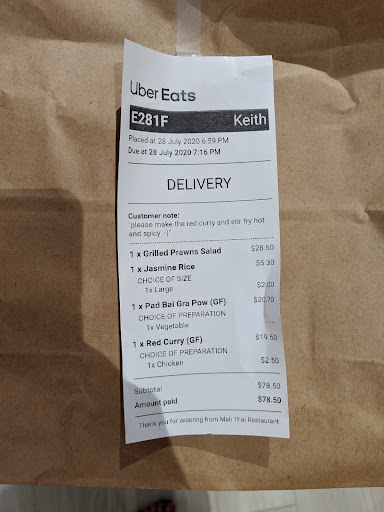 Uber Eats
E281F Keith
Placed at 28 July 2020 6:59 PM
Due at 28 July 2020 7:16 PM
DELIVERY
Customer note:
"please make the red curry and stir fry hot
and spicy :-)"
1 x Grilled Prawns Salad $28.50
1 x Jasmine Rice $5.30
CHOICE OF SIZE
1x Large $2.00
1 x Pad Bai Gra Pow (GF) $20.70
CHOICE OF PREPARATION
1x Vegetable --
1 x Red Curry (GF) $19.50
CHOICE OF PREPARATION
1x Chicken $2.50
Subtotal $78.50
Amount paid $78.50
Thank you for ordering from Mali Thai Restaurant